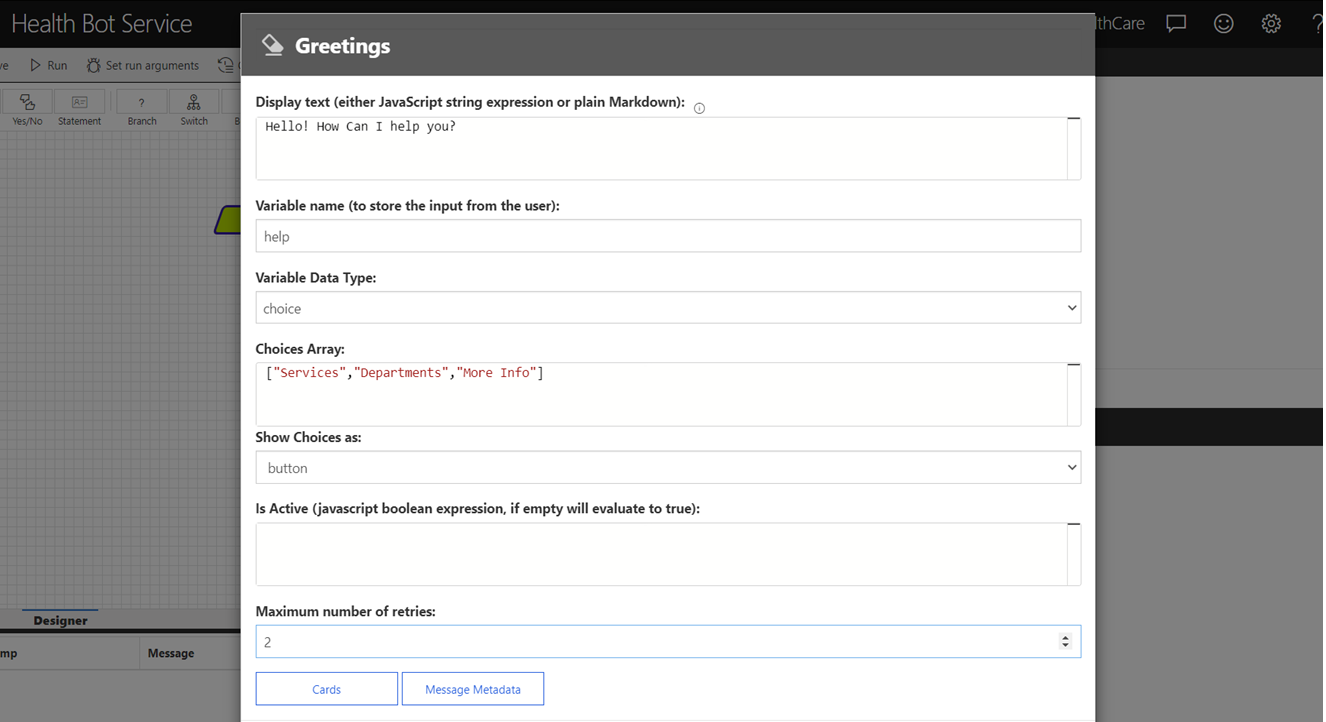 Health Bot Service
Greetings
lthCare
ve
Run
Set run arguments
Yes/No
Statement
?
Branch
Switch
B
Display text (either JavaScript string expression or plain Markdown):
Hello! How Can I help you?
Variable name (to store the input from the user):
help
Variable Data Type:
choice
Choices Array:
["Services","Departments","More Info"]
Show Choices as:
button
Is Active (javascript boolean expression, if empty will evaluate to true):
Maximum number of retries:
2
Cards
Message Metadata
Designer
mp
Message